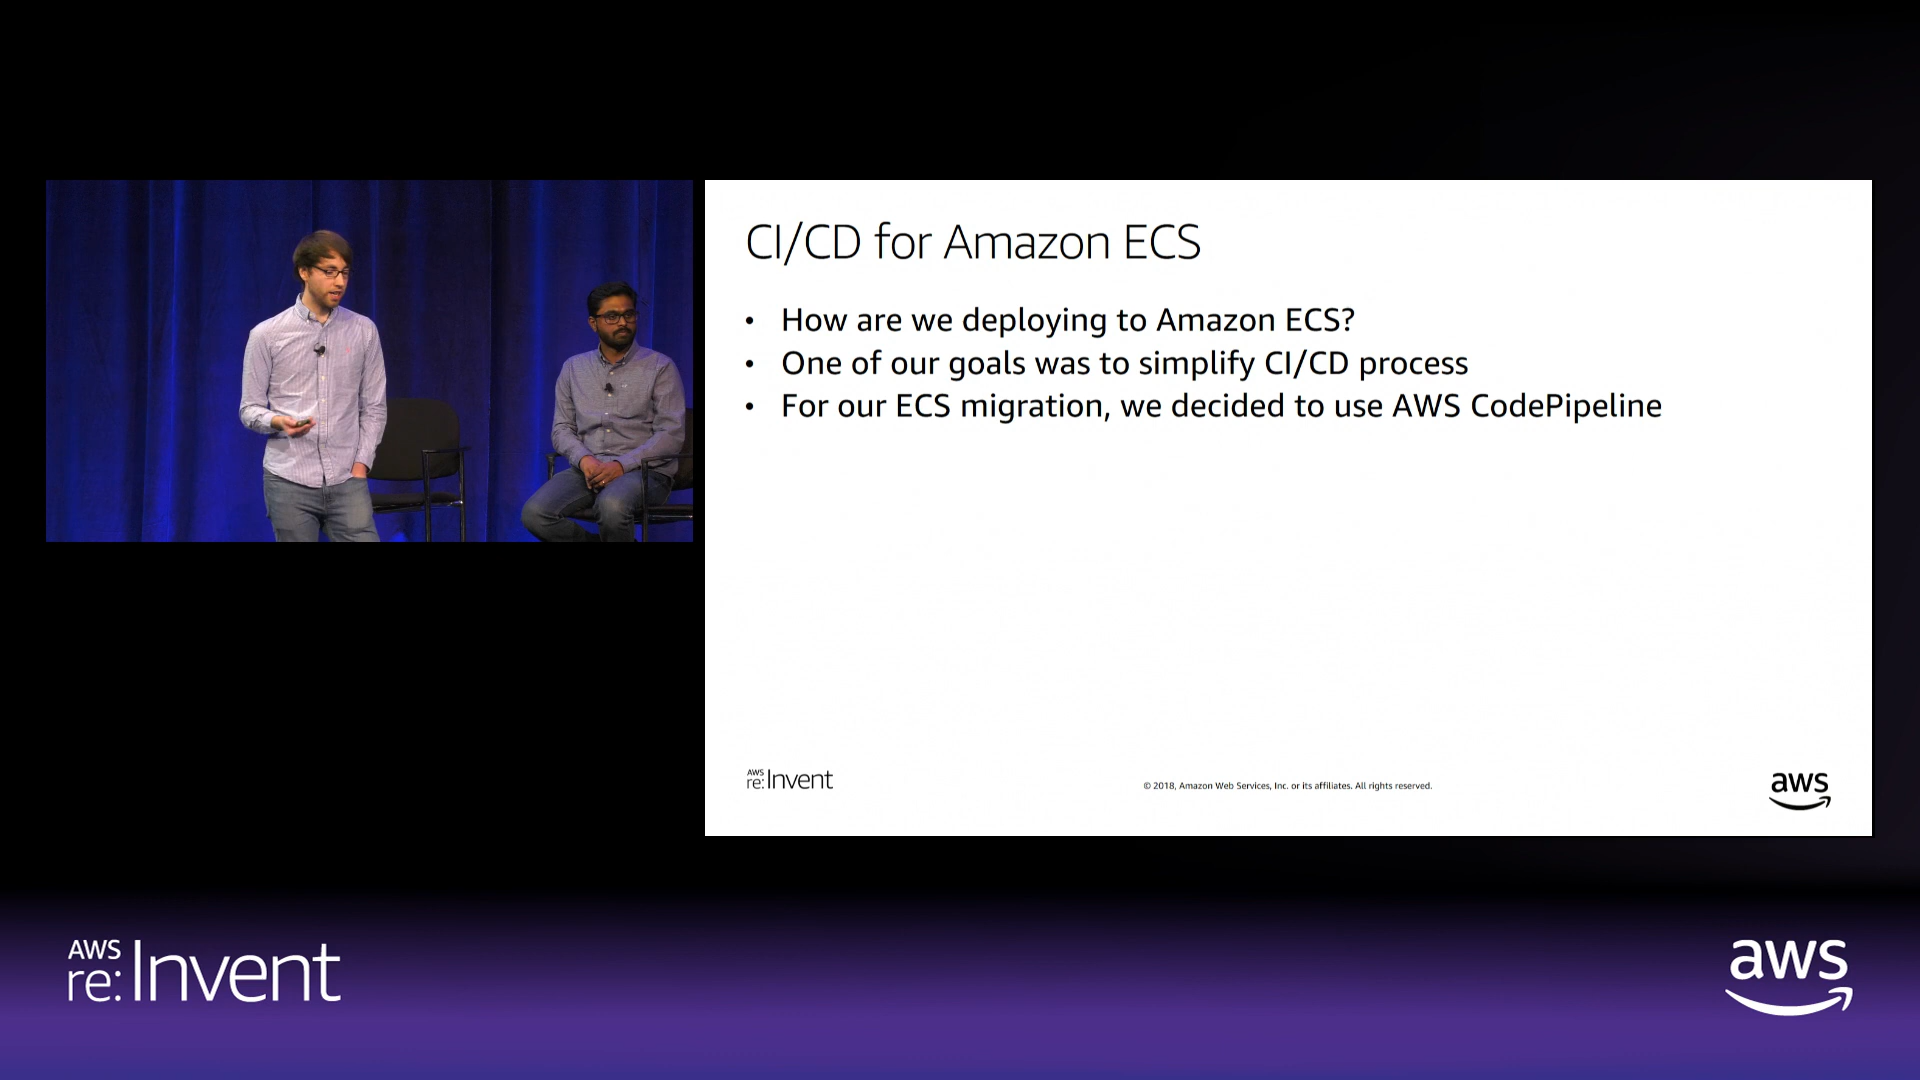 CI/CD for Amazon ECS
• How are we deploying to Amazon ECS?
• One of our goals was to simplify CI/CD process
• For our ECS migration, we decided to use AWS CodePipeline
AWS
re:Invent
© 2018, Amazon Web Services, Inc. or its affiliates. All rights reserved.
aws
AWS
re:Invent
aws